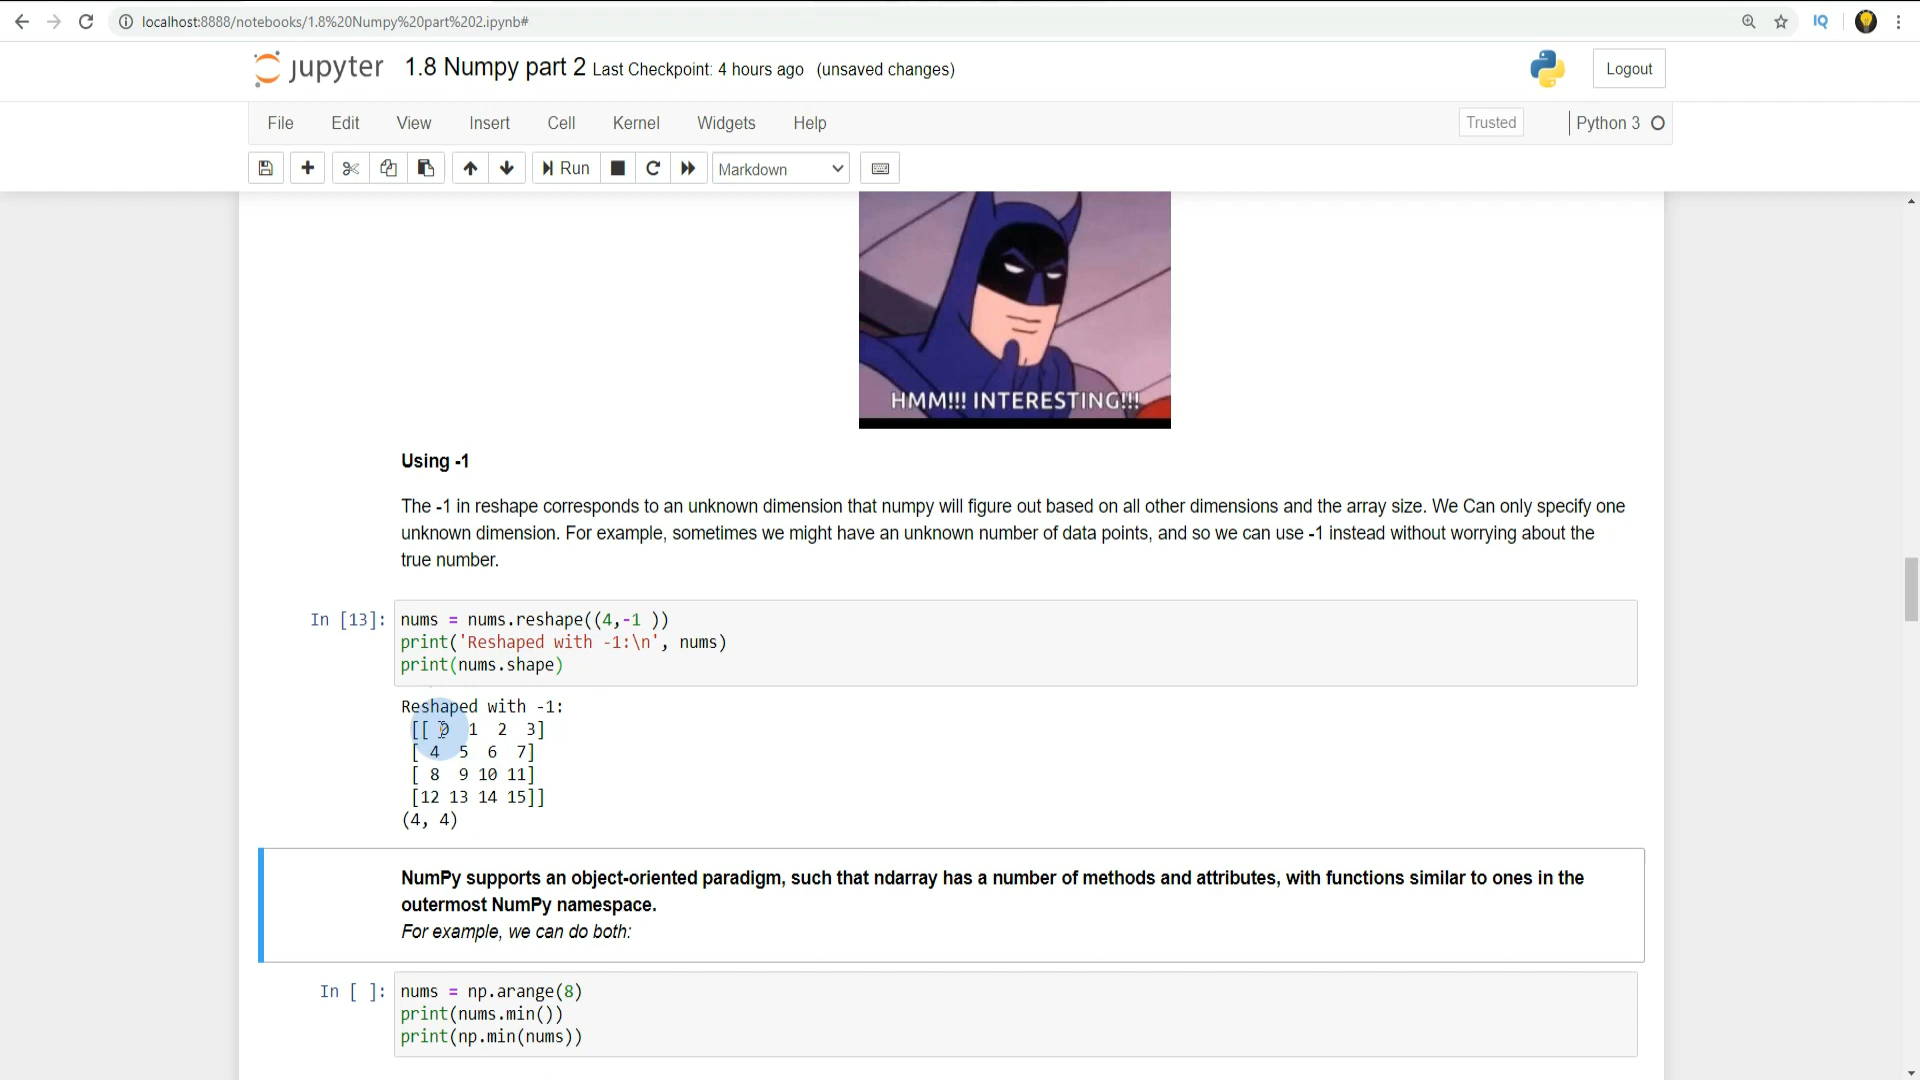 localhost:8888/notebooks/1.8%20Numpy%20part%202.ipynb#
IQ
jupyter 1.8 Numpy part 2 Last Checkpoint: 4 hours ago (unsaved changes)
Logout
File Edit View Insert Cell Kernel Widgets Help
Trusted
Python 3
Run
Markdown
HMM!!! INTERESTING!!!
Using -1
The -1 in reshape corresponds to an unknown dimension that numpy will figure out based on all other dimensions and the array size. We Can only specify one
unknown dimension. For example, sometimes we might have an unknown number of data points, and so we can use -1 instead without worrying about the
true number.
In [13]: nums = nums.reshape((4,-1 ))
print('Reshaped with -1:\n', nums)
print(nums.shape)
Reshaped with -1:
[[ 0 1 2 3]
[ 4 5 6 7]
[ 8 9 10 11]
[12 13 14 15]]
(4, 4)
NumPy supports an object-oriented paradigm, such that ndarray has a number of methods and attributes, with functions similar to ones in the
outermost NumPy namespace.
For example, we can do both:
In [ ]: nums = np.arange(8)
print(nums.min())
print(np.min(nums))